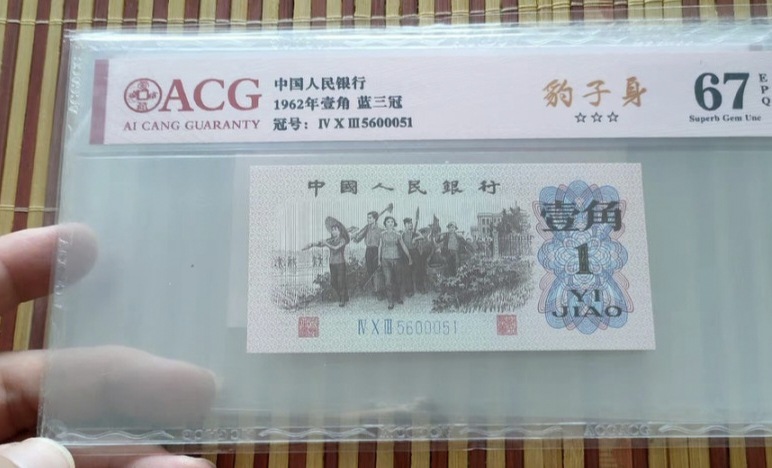 ACG
AI CANG GUARANTY
中国人民银行
1962年壹角 蓝三冠
冠号: IV X III 5600051
豹子身
☆☆☆
67
EPQ
Superb Gem Unc
中國人民銀行
壹角
1
YI
JIAO
IV X III 5600051